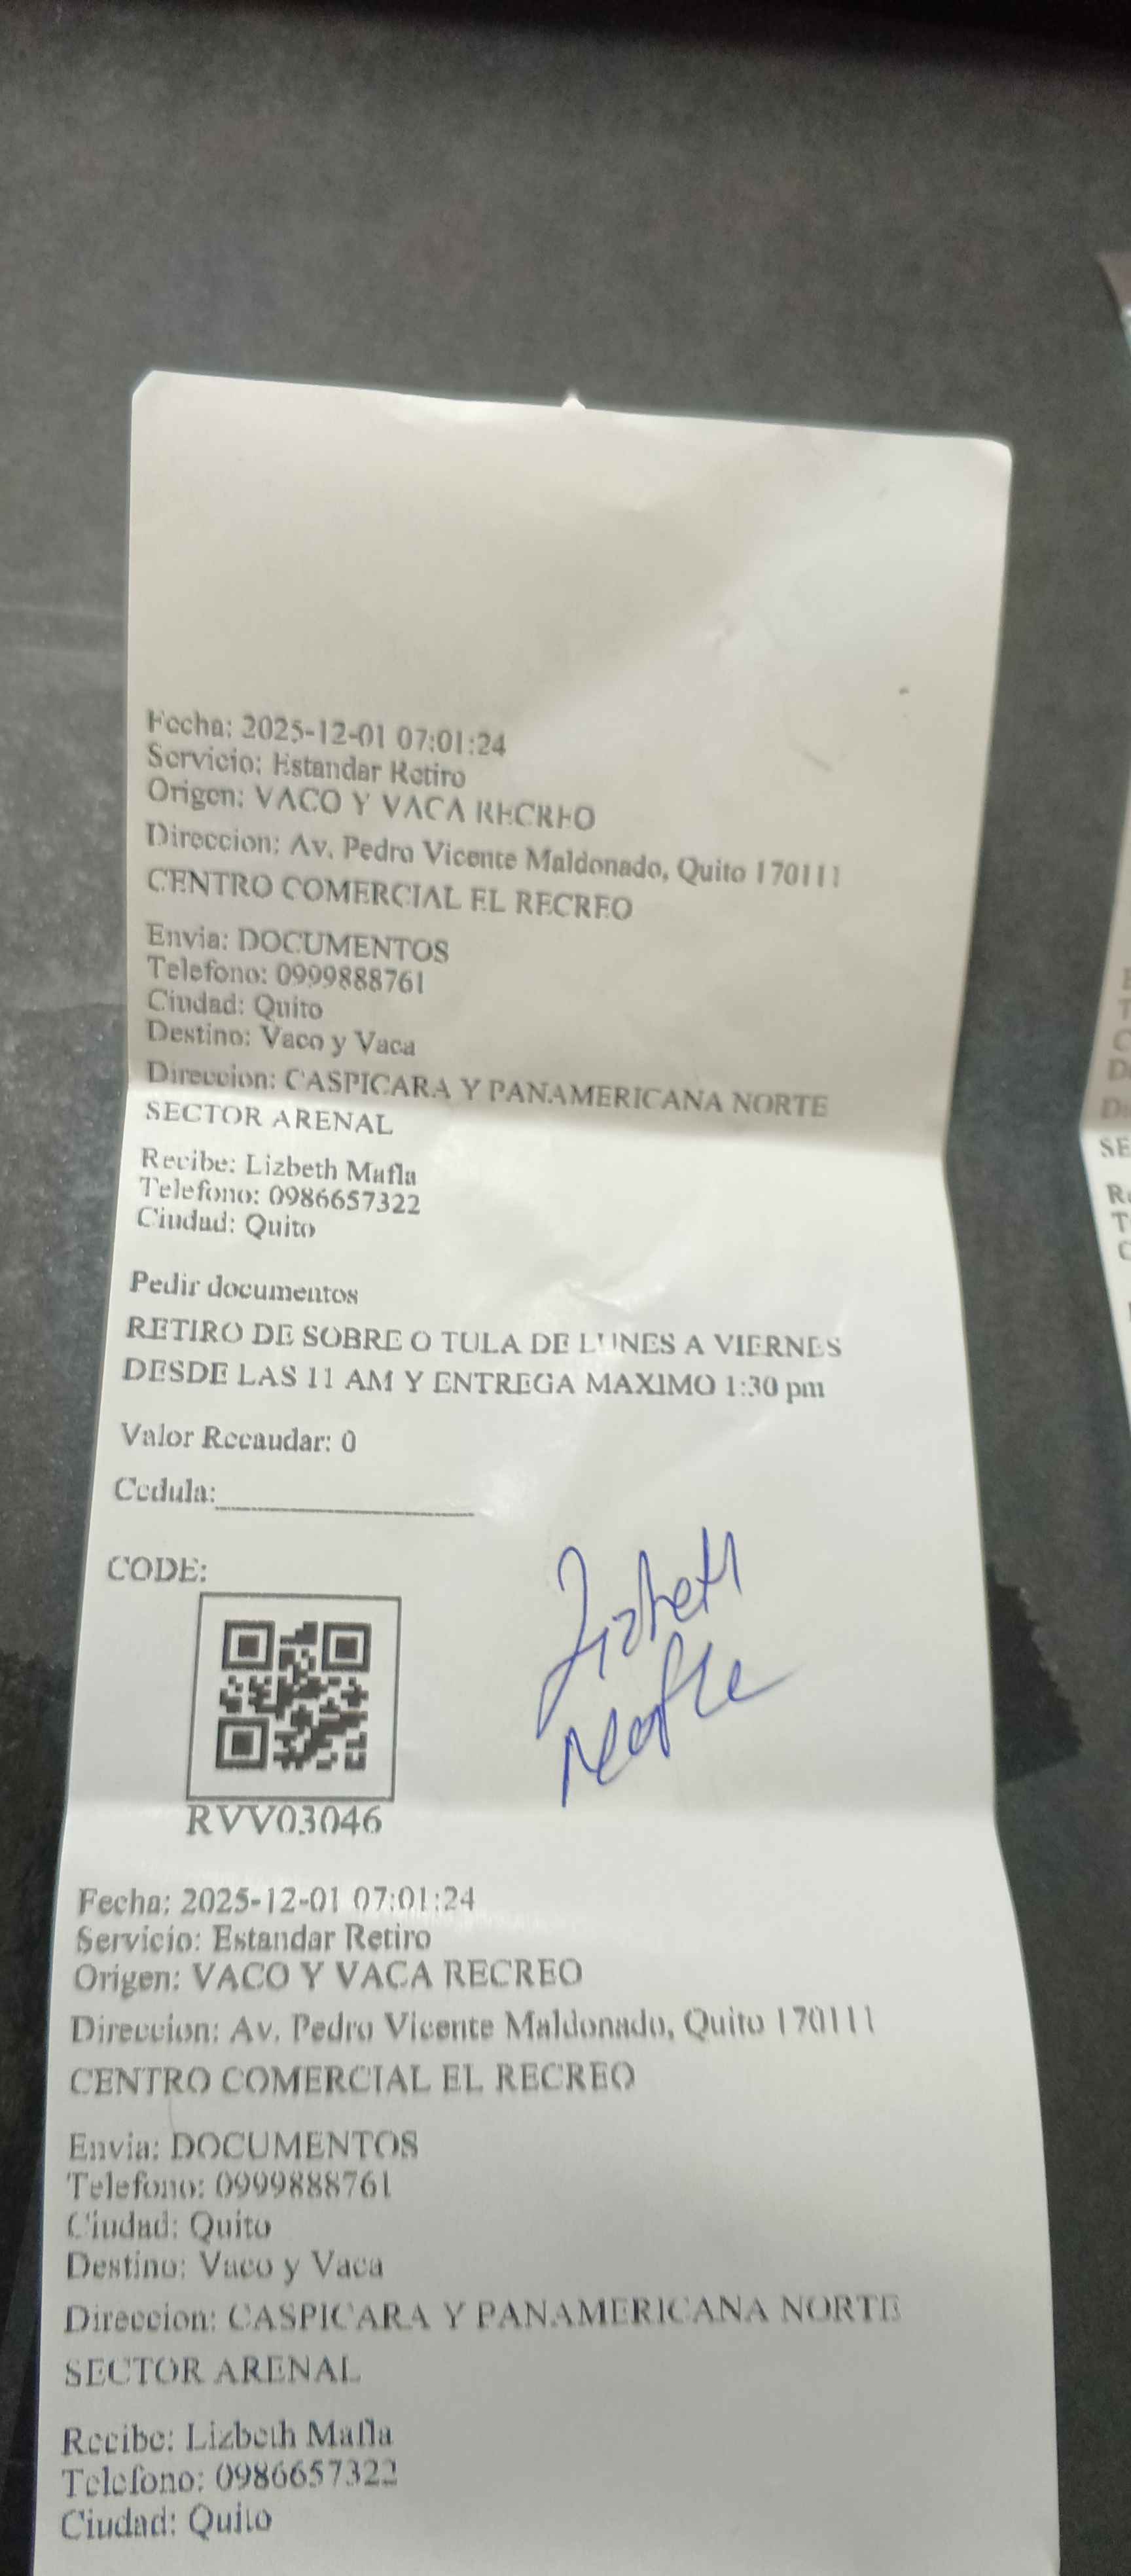 Fecha: 2025-12-01 07:01:24
Servicio: Estandar Retiro
Origen: VACO Y VACA RECREO
Direccion: Av. Pedro Vicente Maldonado, Quito 170111
CENTRO COMERCIAL EL RECREO
Envia: DOCUMENTOS
Telefono: 0999888761
Ciudad: Quito
Destino: Vaco y Vaca
Direccion: CASPICARA Y PANAMERICANA NORTE
SECTOR ARENAL
Recibe: Lizbeth Mafla
Telefono: 0986657322
Ciudad: Quito
Pedir documentos
RETIRO DE SOBRE O TULA DE LUNES A VIERNES
DESDE LAS 11 AM Y ENTREGA MAXIMO 1:30 pm
Valor Recaudar: 0
Cedula:
CODE:
Lizbeth
Mafla
RVV03046
Fecha: 2025-12-01 07:01:24
Servicio: Estandar Retiro
Origen: VACO Y VACA RECREO
Direccion: Av. Pedro Vicente Maldonado, Quito 170111
CENTRO COMERCIAL EL RECREO
Envia: DOCUMENTOS
Telefono: 0999888761
Ciudad: Quito
Destino: Vaco y Vaca
Direccion: CASPICARA Y PANAMERICANA NORTE
SECTOR ARENAL
Recibe: Lizbeth Mafla
Telefono: 0986657322
Ciudad: Quito